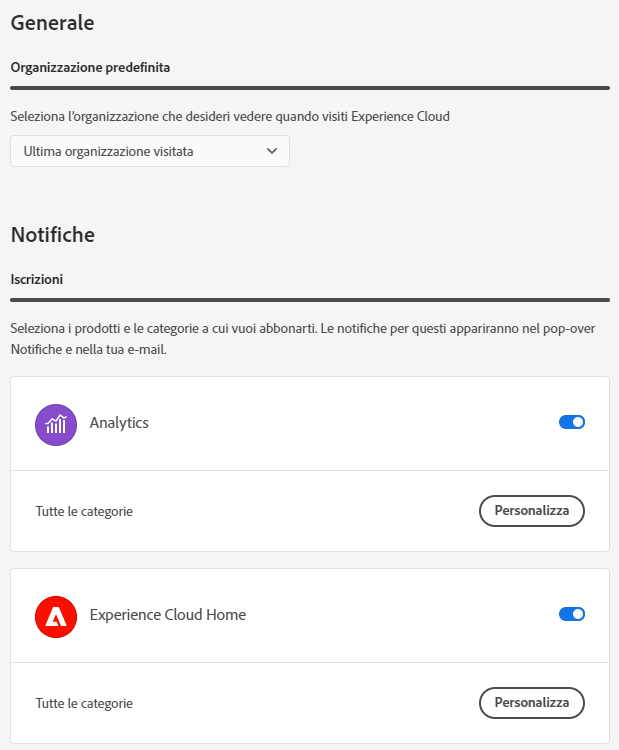 Generale
Organizzazione predefinita
Seleziona l'organizzazione che desideri vedere quando visiti Experience Cloud
Ultima organizzazione visitata
Notifiche
Iscrizioni
Seleziona i prodotti e le categorie a cui vuoi abbonarti. Le notifiche per questi appariranno nel pop-over
Notifiche e nella tua e-mail.
Analytics
Tutte le categorie
Personalizza
Experience Cloud Home
Tutte le categorie
Personalizza